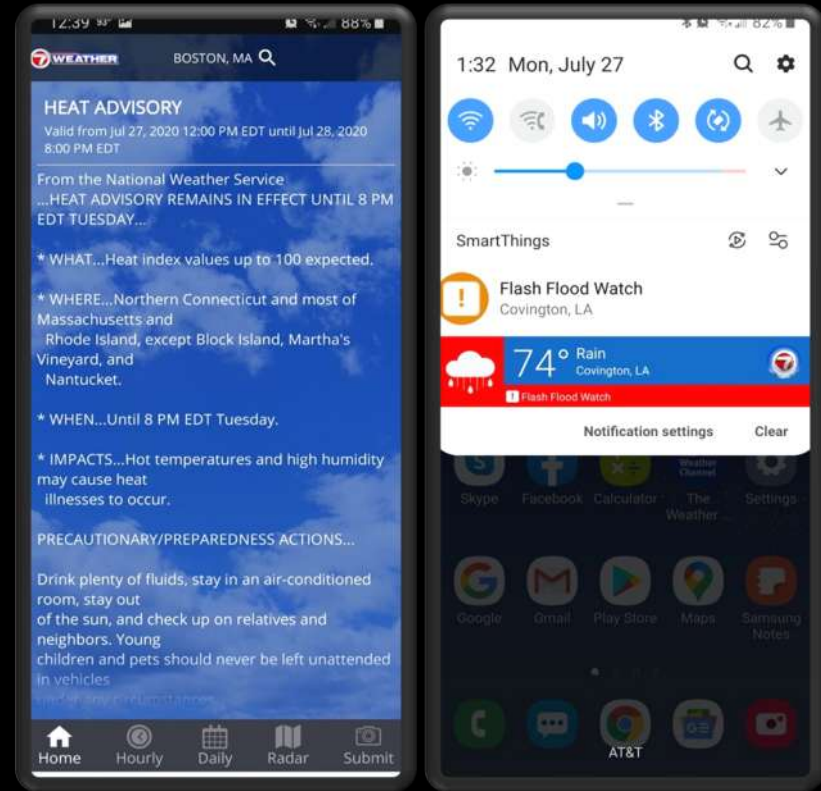 12:39 93° 88%
7 WEATHER
BOSTON, MA
HEAT ADVISORY
Valid from Jul 27, 2020 12:00 PM EDT until Jul 28, 2020
8:00 PM EDT
From the National Weather Service
...HEAT ADVISORY REMAINS IN EFFECT UNTIL 8 PM
EDT TUESDAY...
* WHAT...Heat index values up to 100 expected.
* WHERE...Northern Connecticut and most of
Massachusetts and
Rhode Island, except Block Island, Martha's
Vineyard, and
Nantucket.
* WHEN...Until 8 PM EDT Tuesday.
* IMPACTS...Hot temperatures and high humidity
may cause heat
illnesses to occur.
PRECAUTIONARY/PREPAREDNESS ACTIONS...
Drink plenty of fluids, stay in an air-conditioned
room, stay out
of the sun, and check up on relatives and
neighbors. Young
children and pets should never be left unattended
in vehicles
under any circumstances.
Home Hourly Daily Radar Submit
82%
1:32 Mon, July 27
SmartThings
Flash Flood Watch
Covington, LA
74° Rain
Covington, LA
7
Flash Flood Watch
Notification settings Clear
Weather
Channel
Skype Facebook Calculator The Settings
Weather ...
Google Gmail Play Store Maps Samsung
Notes
AT&T